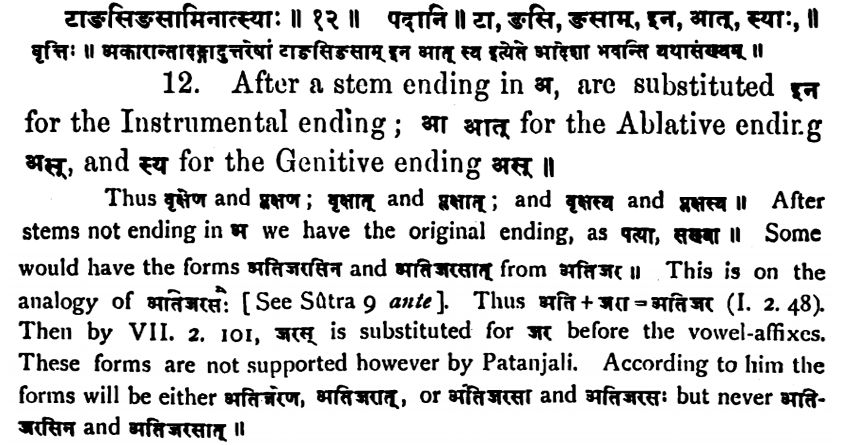 टाङसिङसामिनात्स्याः ॥ १२ ॥ पदानि ॥ टा, ङसि, ङसाम्, इन, आत्, स्याः, ॥
वृत्तिः ॥ अकारान्तादङ्गादुत्तरेषां टाङसिङसाम् इन आत् स्य इत्येते आदेशा भवन्ति यथासंख्यम् ॥
12. After a stem ending in अ, are substituted इन
for the Instrumental ending; आ आत् for the Ablative ending
अस्, and स्य for the Genitive ending अस् ॥
Thus वृक्षेण and प्लक्षण; वृक्षात् and प्लक्षात्; and वृक्षस्य and प्लक्षस्य ॥ After
stems not ending in अ we have the original ending, as पत्या, सख्या ॥ Some
would have the forms अतिजरसिन and अतिजरसात् from अतिजर ॥ This is on the
analogy of अतिजरसैः [See Sûtra 9 ante]. Thus अति + जरा = अतिजर (I. 2. 48).
Then by VII. 2. 101, जरस् is substituted for जर before the vowel-affixes.
These forms are not supported however by Patanjali. According to him the
forms will be either अतिजरेण, अतिजरात्, or अतिजरसा and अतिजरसः but never अति-
जरसिन and अतिजरसात् ॥